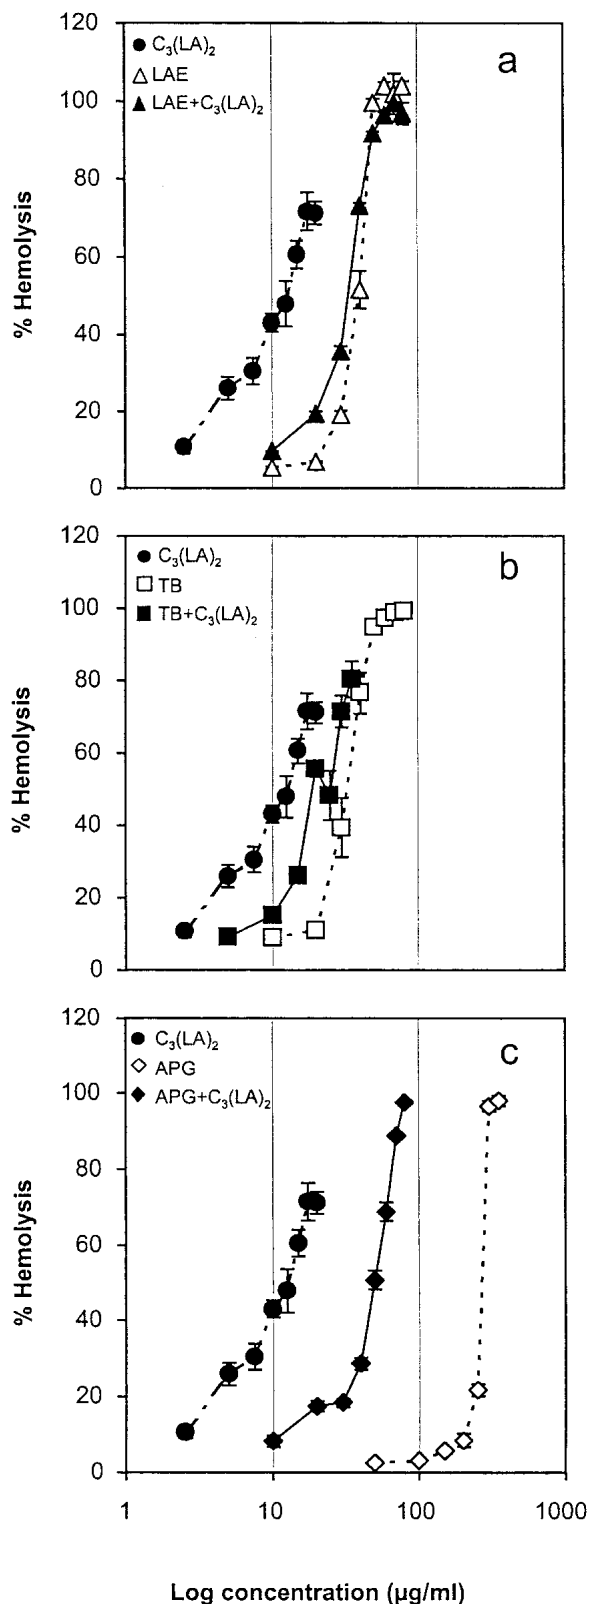 120
100
80
60
40
20
0
% Hemolysis
C₃(LA)₂
LAE
LAE+C₃(LA)₂
a
120
100
80
60
40
20
0
% Hemolysis
C₃(LA)₂
TB
TB+C₃(LA)₂
b
120
100
80
60
40
20
0
% Hemolysis
C₃(LA)₂
APG
APG+C₃(LA)₂
c
1 10 100 1000
Log concentration (µg/ml)